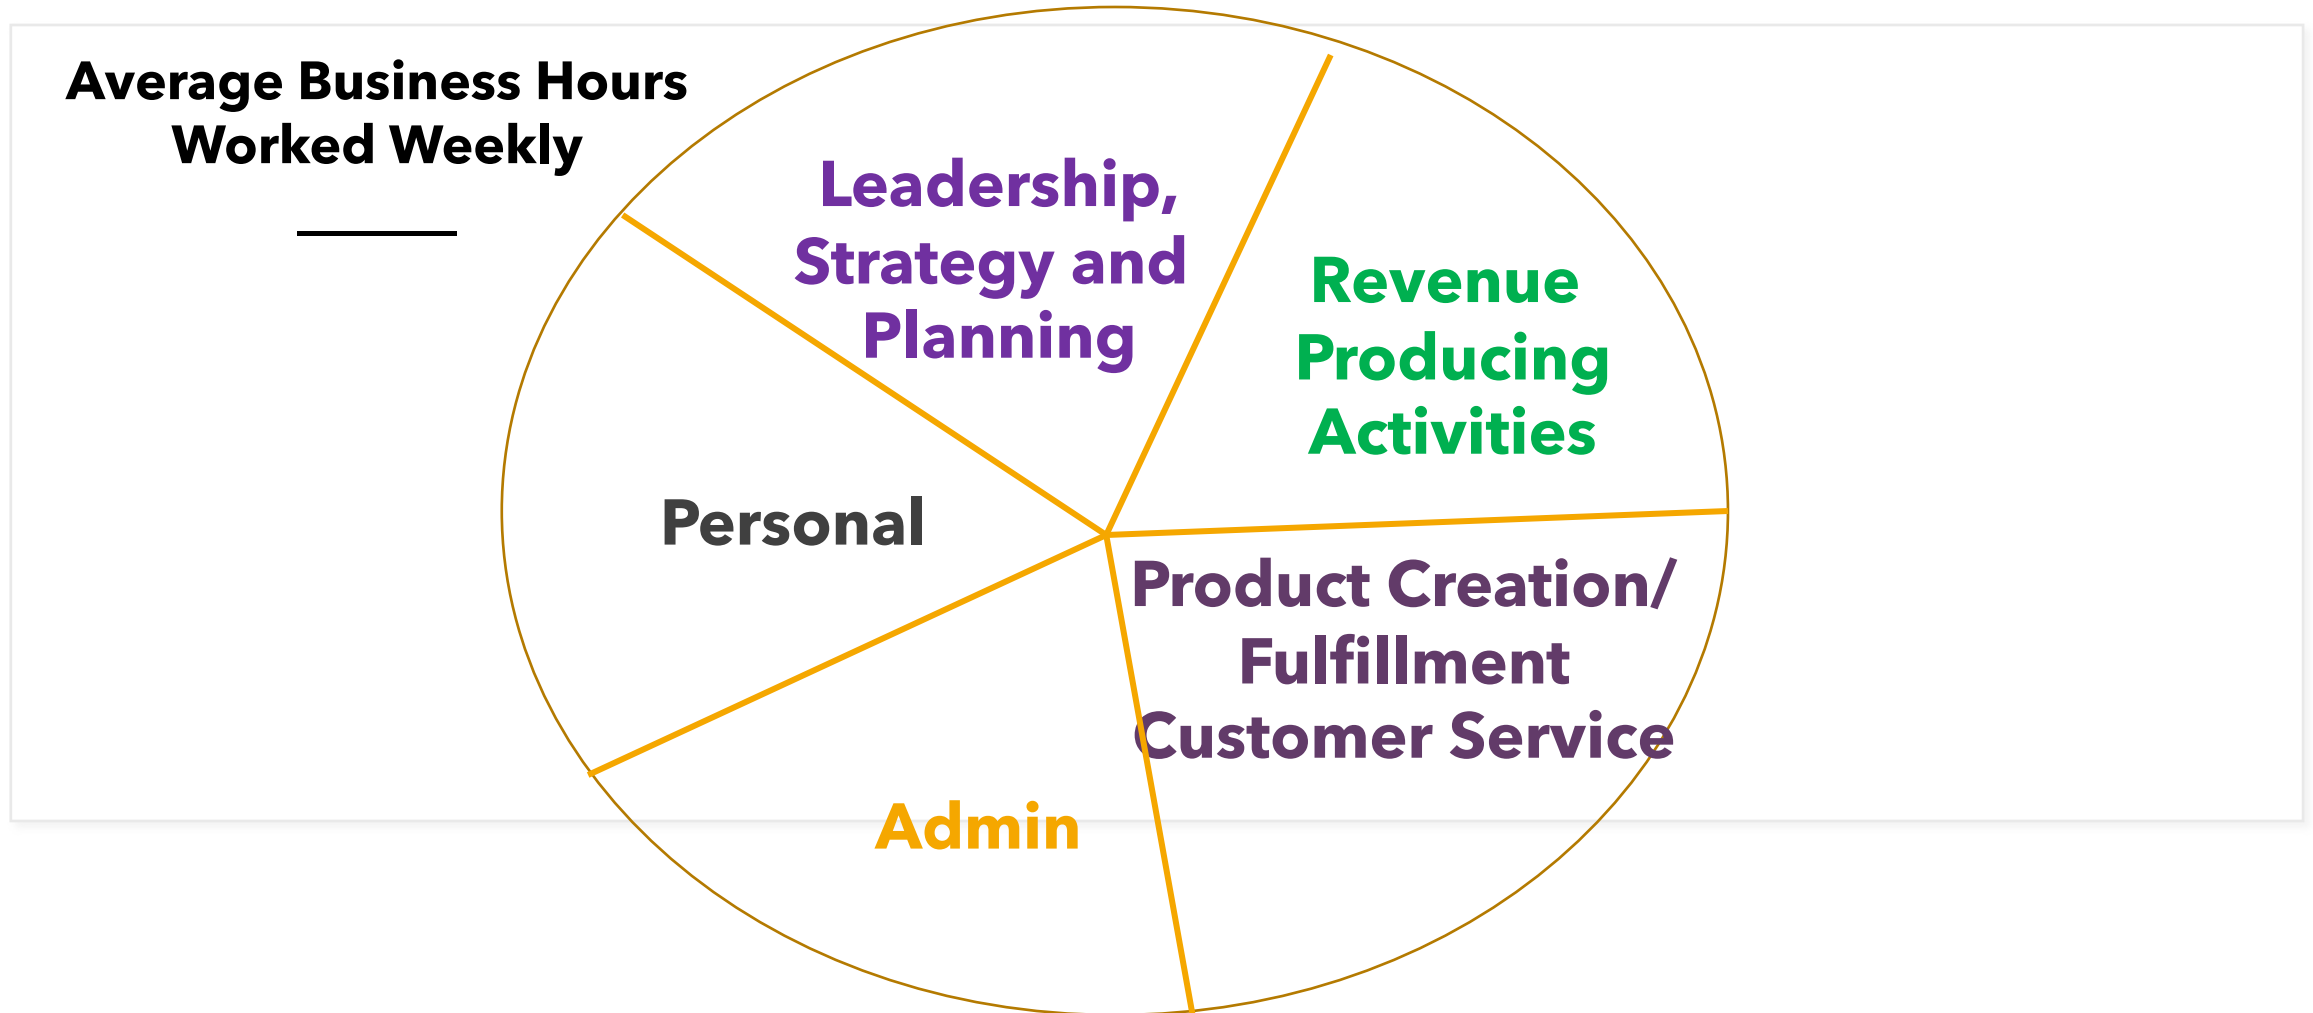 Average Business Hours
Worked Weekly
Leadership,
Strategy and
Planning
Revenue
Producing
Activities
Personal
Product Creation/
Fulfillment
Customer Service
Admin